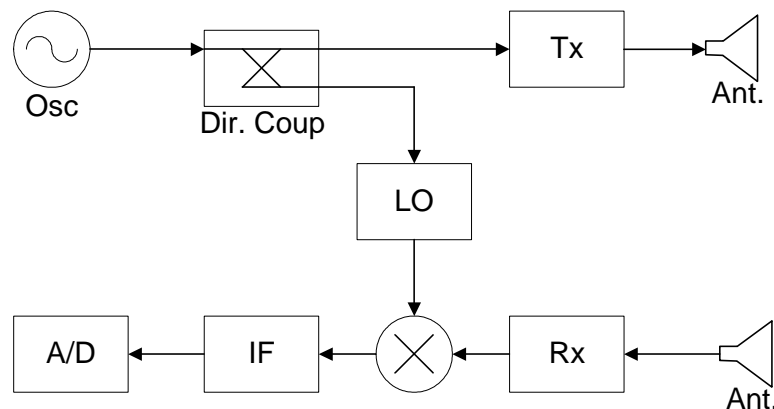 Tx
Osc
Dir. Coup
Ant.
LO
A/D
IF
Rx
Ant.